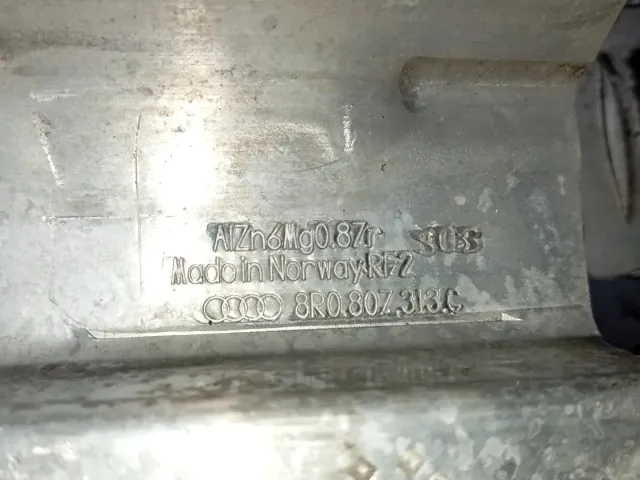 AlZn6Mg0.8Zr
Made in Norway RF2
8R0.807.313.C